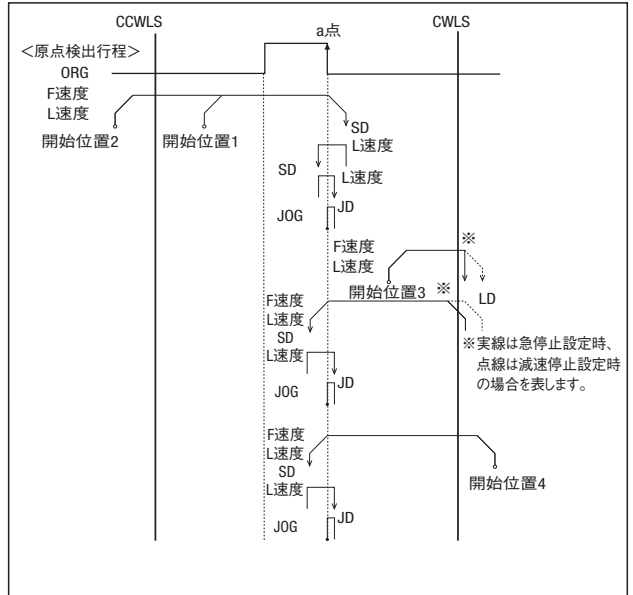 CCWLS
CWLS
a点
＜原点検出行程＞
ORG
F速度
L速度
開始位置2
開始位置1
SD
L速度
SD
L速度
JOG
JD
F速度
L速度
※
開始位置3
※
LD
F速度
L速度
SD
L速度
JOG
JD
※実線は急停止設定時、
点線は減速停止設定時
の場合を表します。
F速度
L速度
SD
L速度
JOG
JD
開始位置4